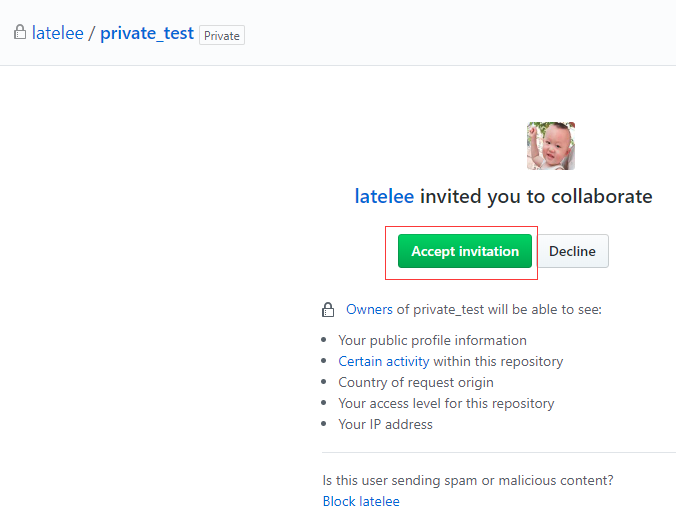 latelee / private_test Private
latelee invited you to collaborate
Accept invitation Decline
Owners of private_test will be able to see:
Your public profile information
Certain activity within this repository
Country of request origin
Your access level for this repository
Your IP address
Is this user sending spam or malicious content?
Block latelee